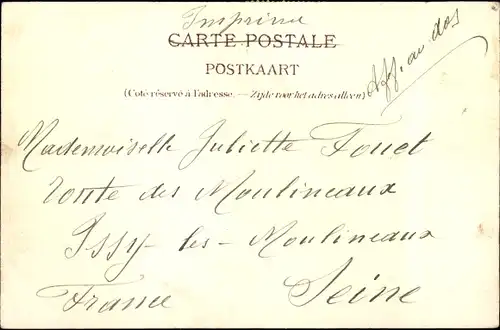 Imprimé
CARTE POSTALE
POSTKAART
(Coté réservé à l'adresse. — Zijde voor het adres alleen)
Aff. au dos
Mademoiselle Juliette Fouet
Route des Moulineaux
Issy-les-Moulineaux
Seine
France